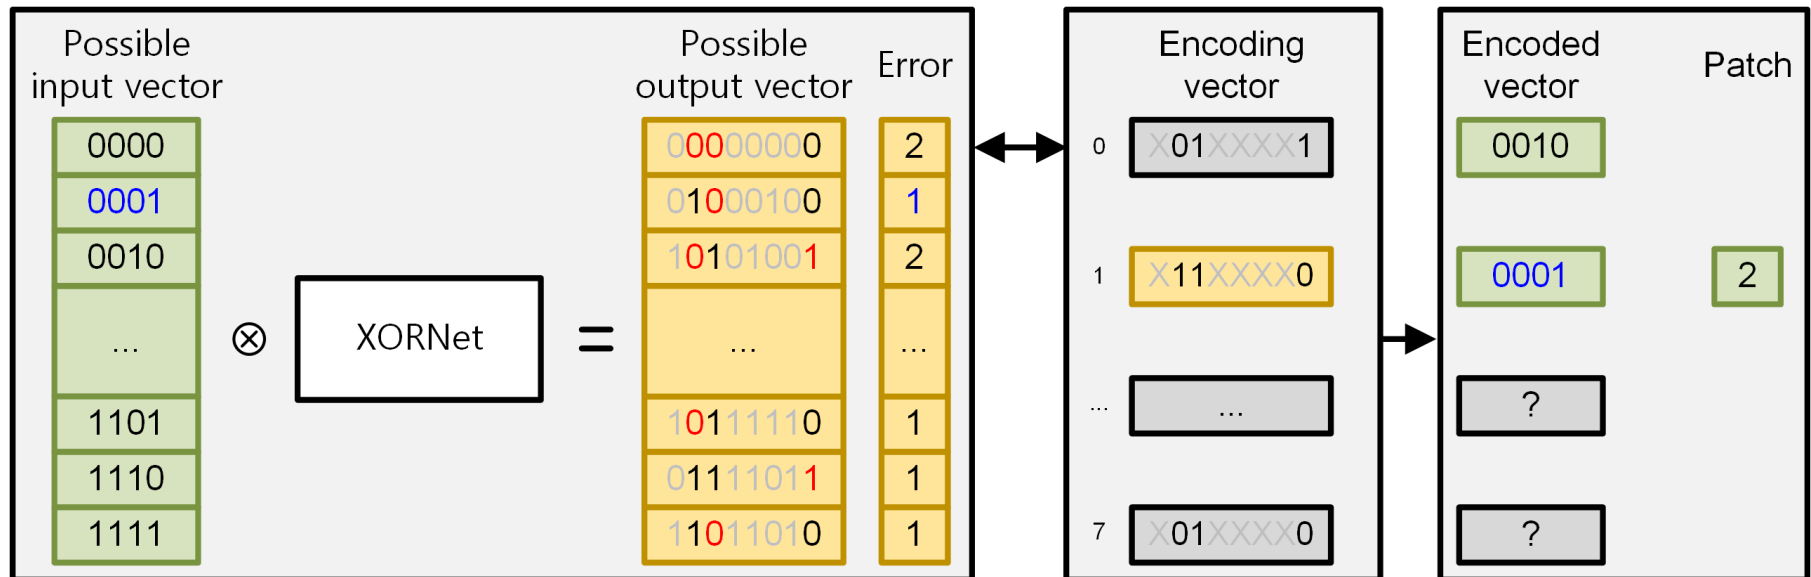 Possible
input vector
0000
0001
0010
...
1101
1110
1111
⊗
XORNet
=
Possible
output vector
Error
00000000 2
01000100 1
10101001 2
... ...
10111110 1
01111011 1
11011010 1
Encoding
vector
0 X01XXXX1
1 X11XXXX0
... ...
7 X01XXXX0
Encoded
vector
Patch
0010
0001 2
?
?